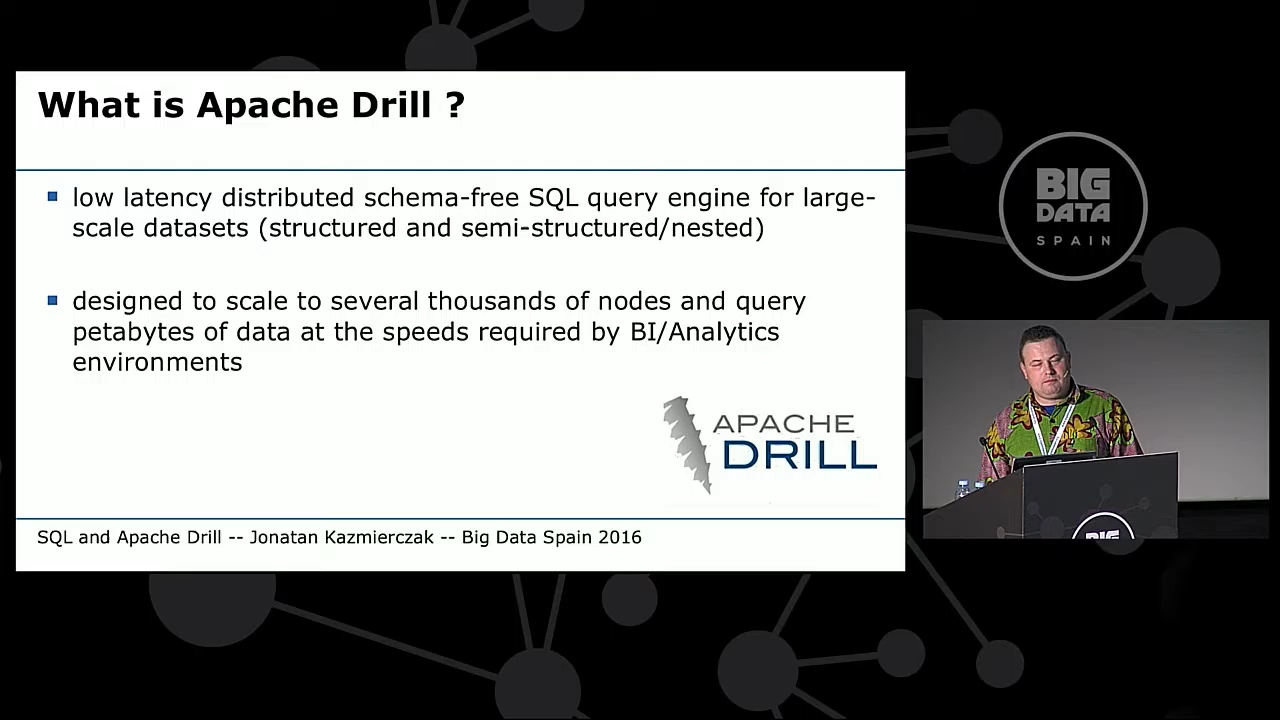 What is Apache Drill ?
low latency distributed schema-free SQL query engine for large-
scale datasets (structured and semi-structured/nested)
designed to scale to several thousands of nodes and query
petabytes of data at the speeds required by BI/Analytics
environments
APACHE
DRILL
SQL and Apache Drill -- Jonatan Kazmierczak -- Big Data Spain 2016
BIG
DATA
SPAIN
BIG